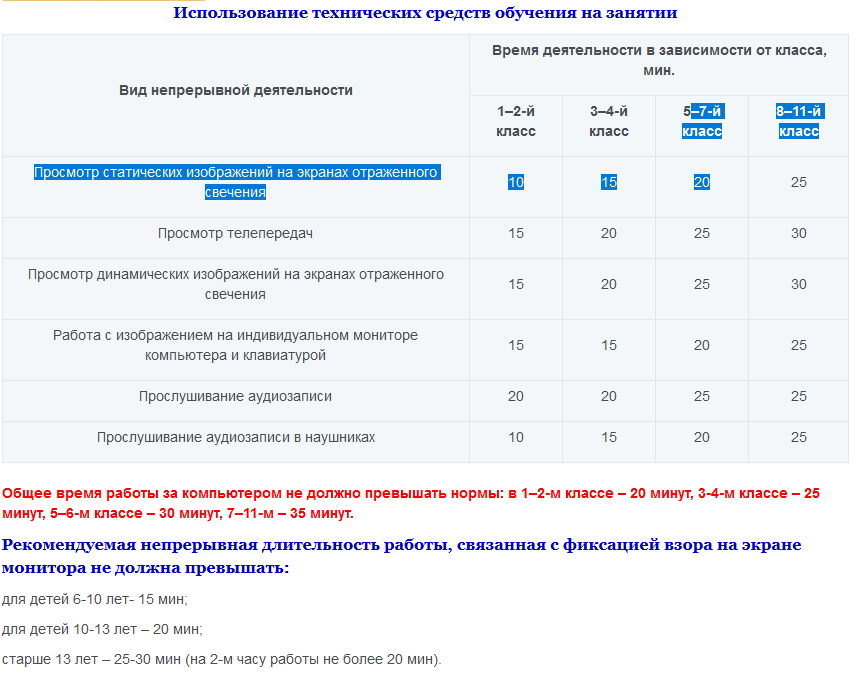 Использование технических средств обучения на занятии
Вид непрерывной деятельности
Время деятельности в зависимости от класса,
мин.
1–2-й
класс
3–4-й
класс
5–7-й
класс
8–11-й
класс
Просмотр статических изображений на экранах отраженного
свечения
10 15 20 25
Просмотр телепередач 15 20 25 30
Просмотр динамических изображений на экранах отраженного
свечения
15 20 25 30
Работа с изображением на индивидуальном мониторе
компьютера и клавиатурой
15 15 20 25
Прослушивание аудиозаписи 20 20 25 25
Прослушивание аудиозаписи в наушниках 10 15 20 25
Общее время работы за компьютером не должно превышать нормы: в 1–2-м классе – 20 минут, 3-4-м классе – 25
минут, 5–6-м классе – 30 минут, 7–11-м – 35 минут.
Рекомендуемая непрерывная длительность работы, связанная с фиксацией взора на экране
монитора не должна превышать:
для детей 6-10 лет- 15 мин;
для детей 10-13 лет – 20 мин;
старше 13 лет – 25-30 мин (на 2-м часу работы не более 20 мин).